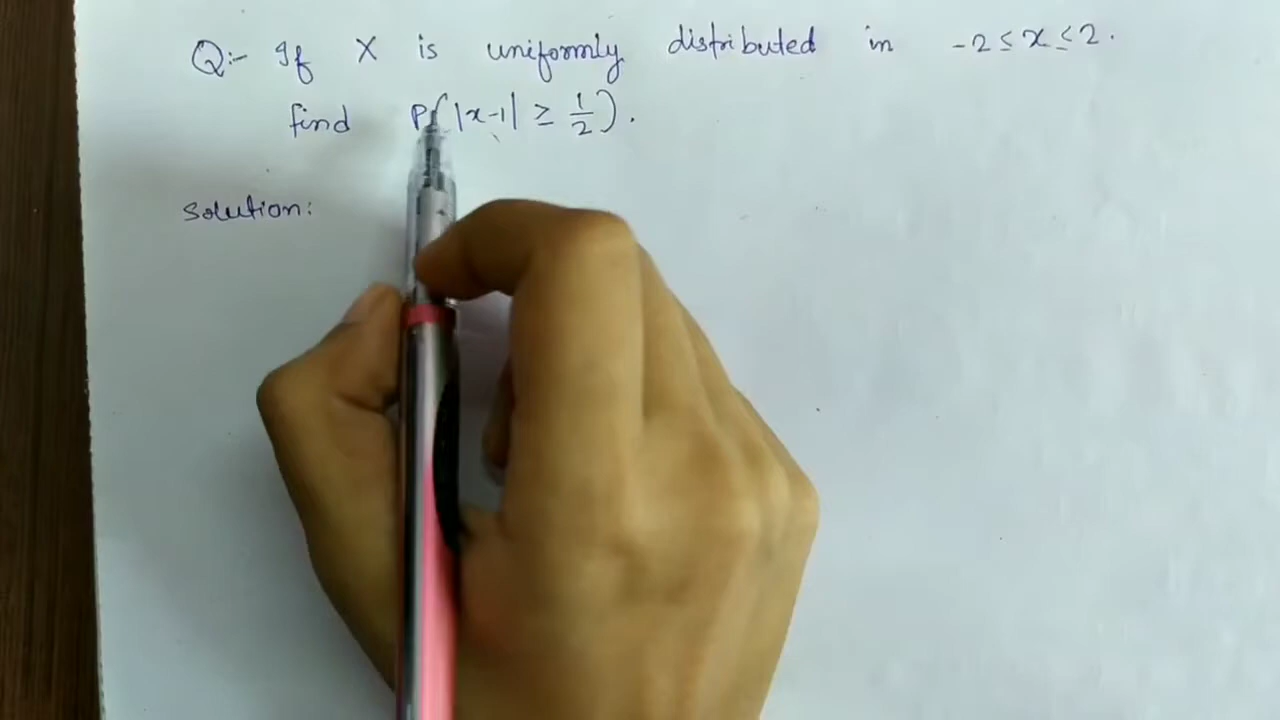 Q:- If X is uniformly distributed in -2 ≤ x ≤ 2.
find P(|x-1| ≥ 1/2).
Solution: